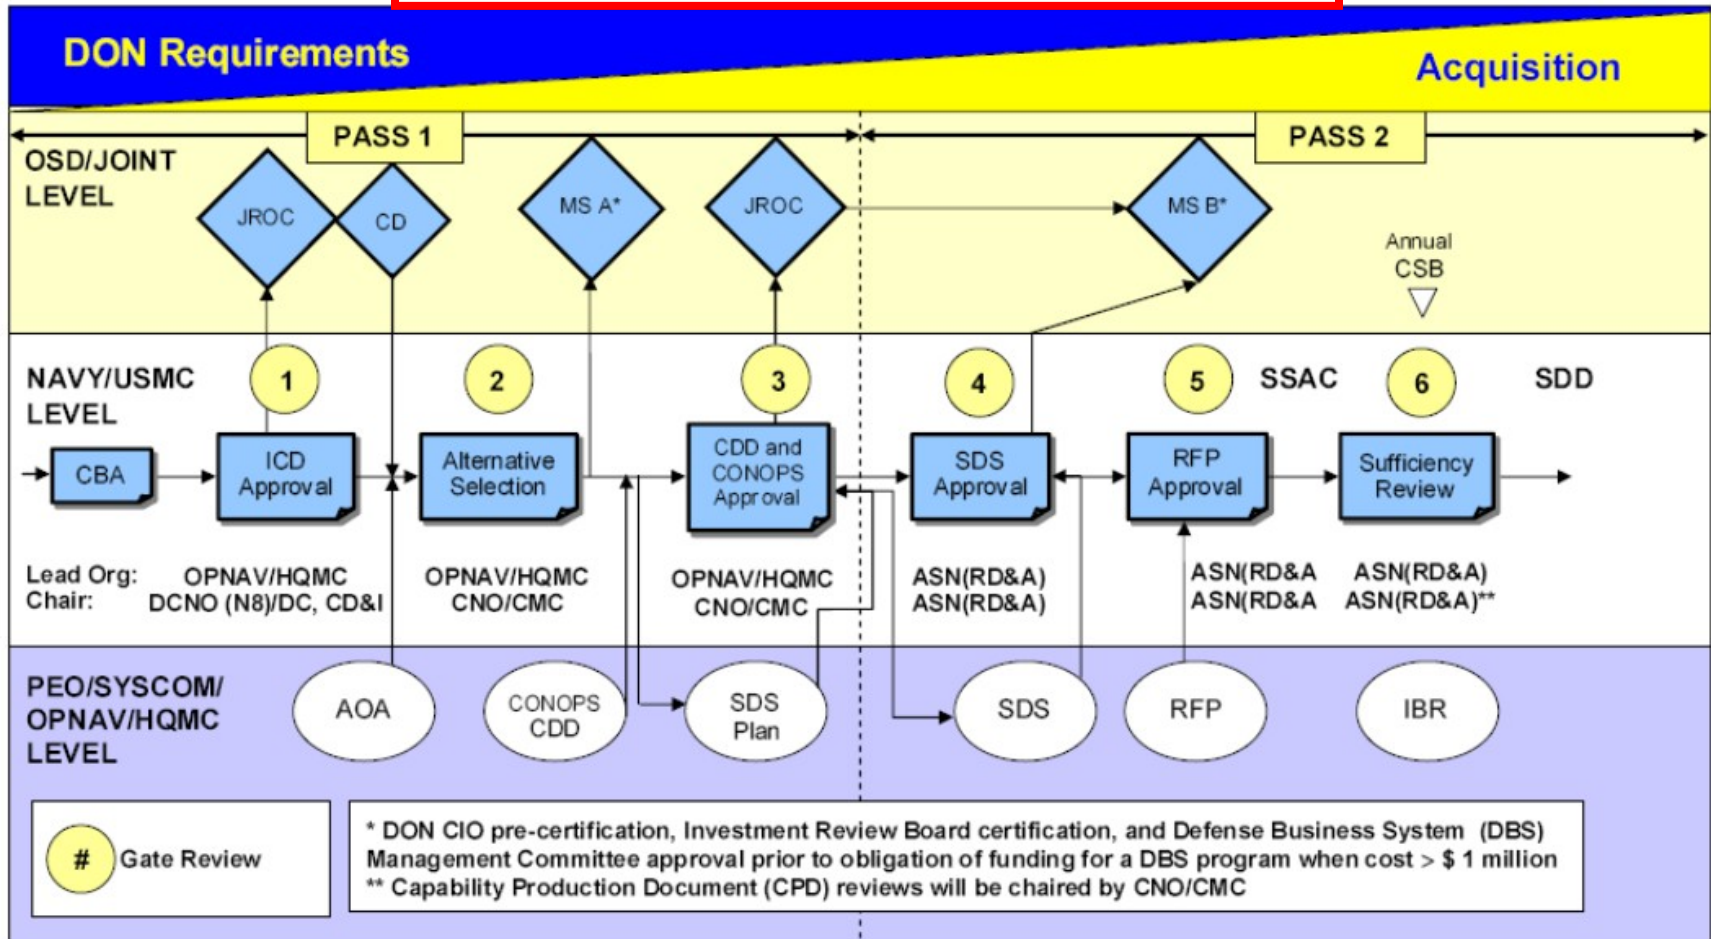 DON Requirements
Acquisition
PASS 1
PASS 2
OSD/JOINT
LEVEL
JROC
CD
MS A*
JROC
MS B*
Annual
CSB
NAVY/USMC
LEVEL
1
2
3
4
5
SSAC
6
SDD
CBA
ICD
Approval
Alternative
Selection
CDD and
CONOPS
Approval
SDS
Approval
RFP
Approval
Sufficiency
Review
Lead Org:
Chair:
OPNAV/HQMC
DCNO (N8)/DC, CD&I
OPNAV/HQMC
CNO/CMC
OPNAV/HQMC
CNO/CMC
ASN(RD&A)
ASN(RD&A)
ASN(RD&A
ASN(RD&A
ASN(RD&A)
ASN(RD&A)**
PEO/SYSCOM/
OPNAV/HQMC
LEVEL
AOA
CONOPS
CDD
SDS
Plan
SDS
RFP
IBR
# Gate Review
* DON CIO pre-certification, Investment Review Board certification, and Defense Business System (DBS)
Management Committee approval prior to obligation of funding for a DBS program when cost > $ 1 million
** Capability Production Document (CPD) reviews will be chaired by CNO/CMC